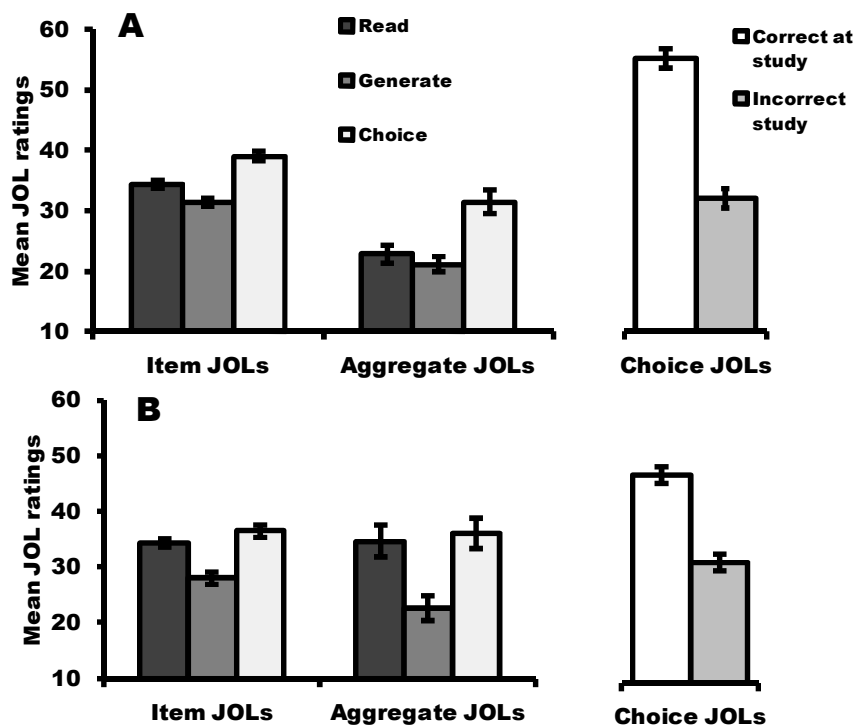 A
Read
Generate
Choice
Correct at
study
Incorrect
study
Mean JOL ratings
60
50
40
30
20
10
Item JOLs
Aggregate JOLs
Choice JOLs
B
Mean JOL ratings
60
50
40
30
20
10
Item JOLs
Aggregate JOLs
Choice JOLs